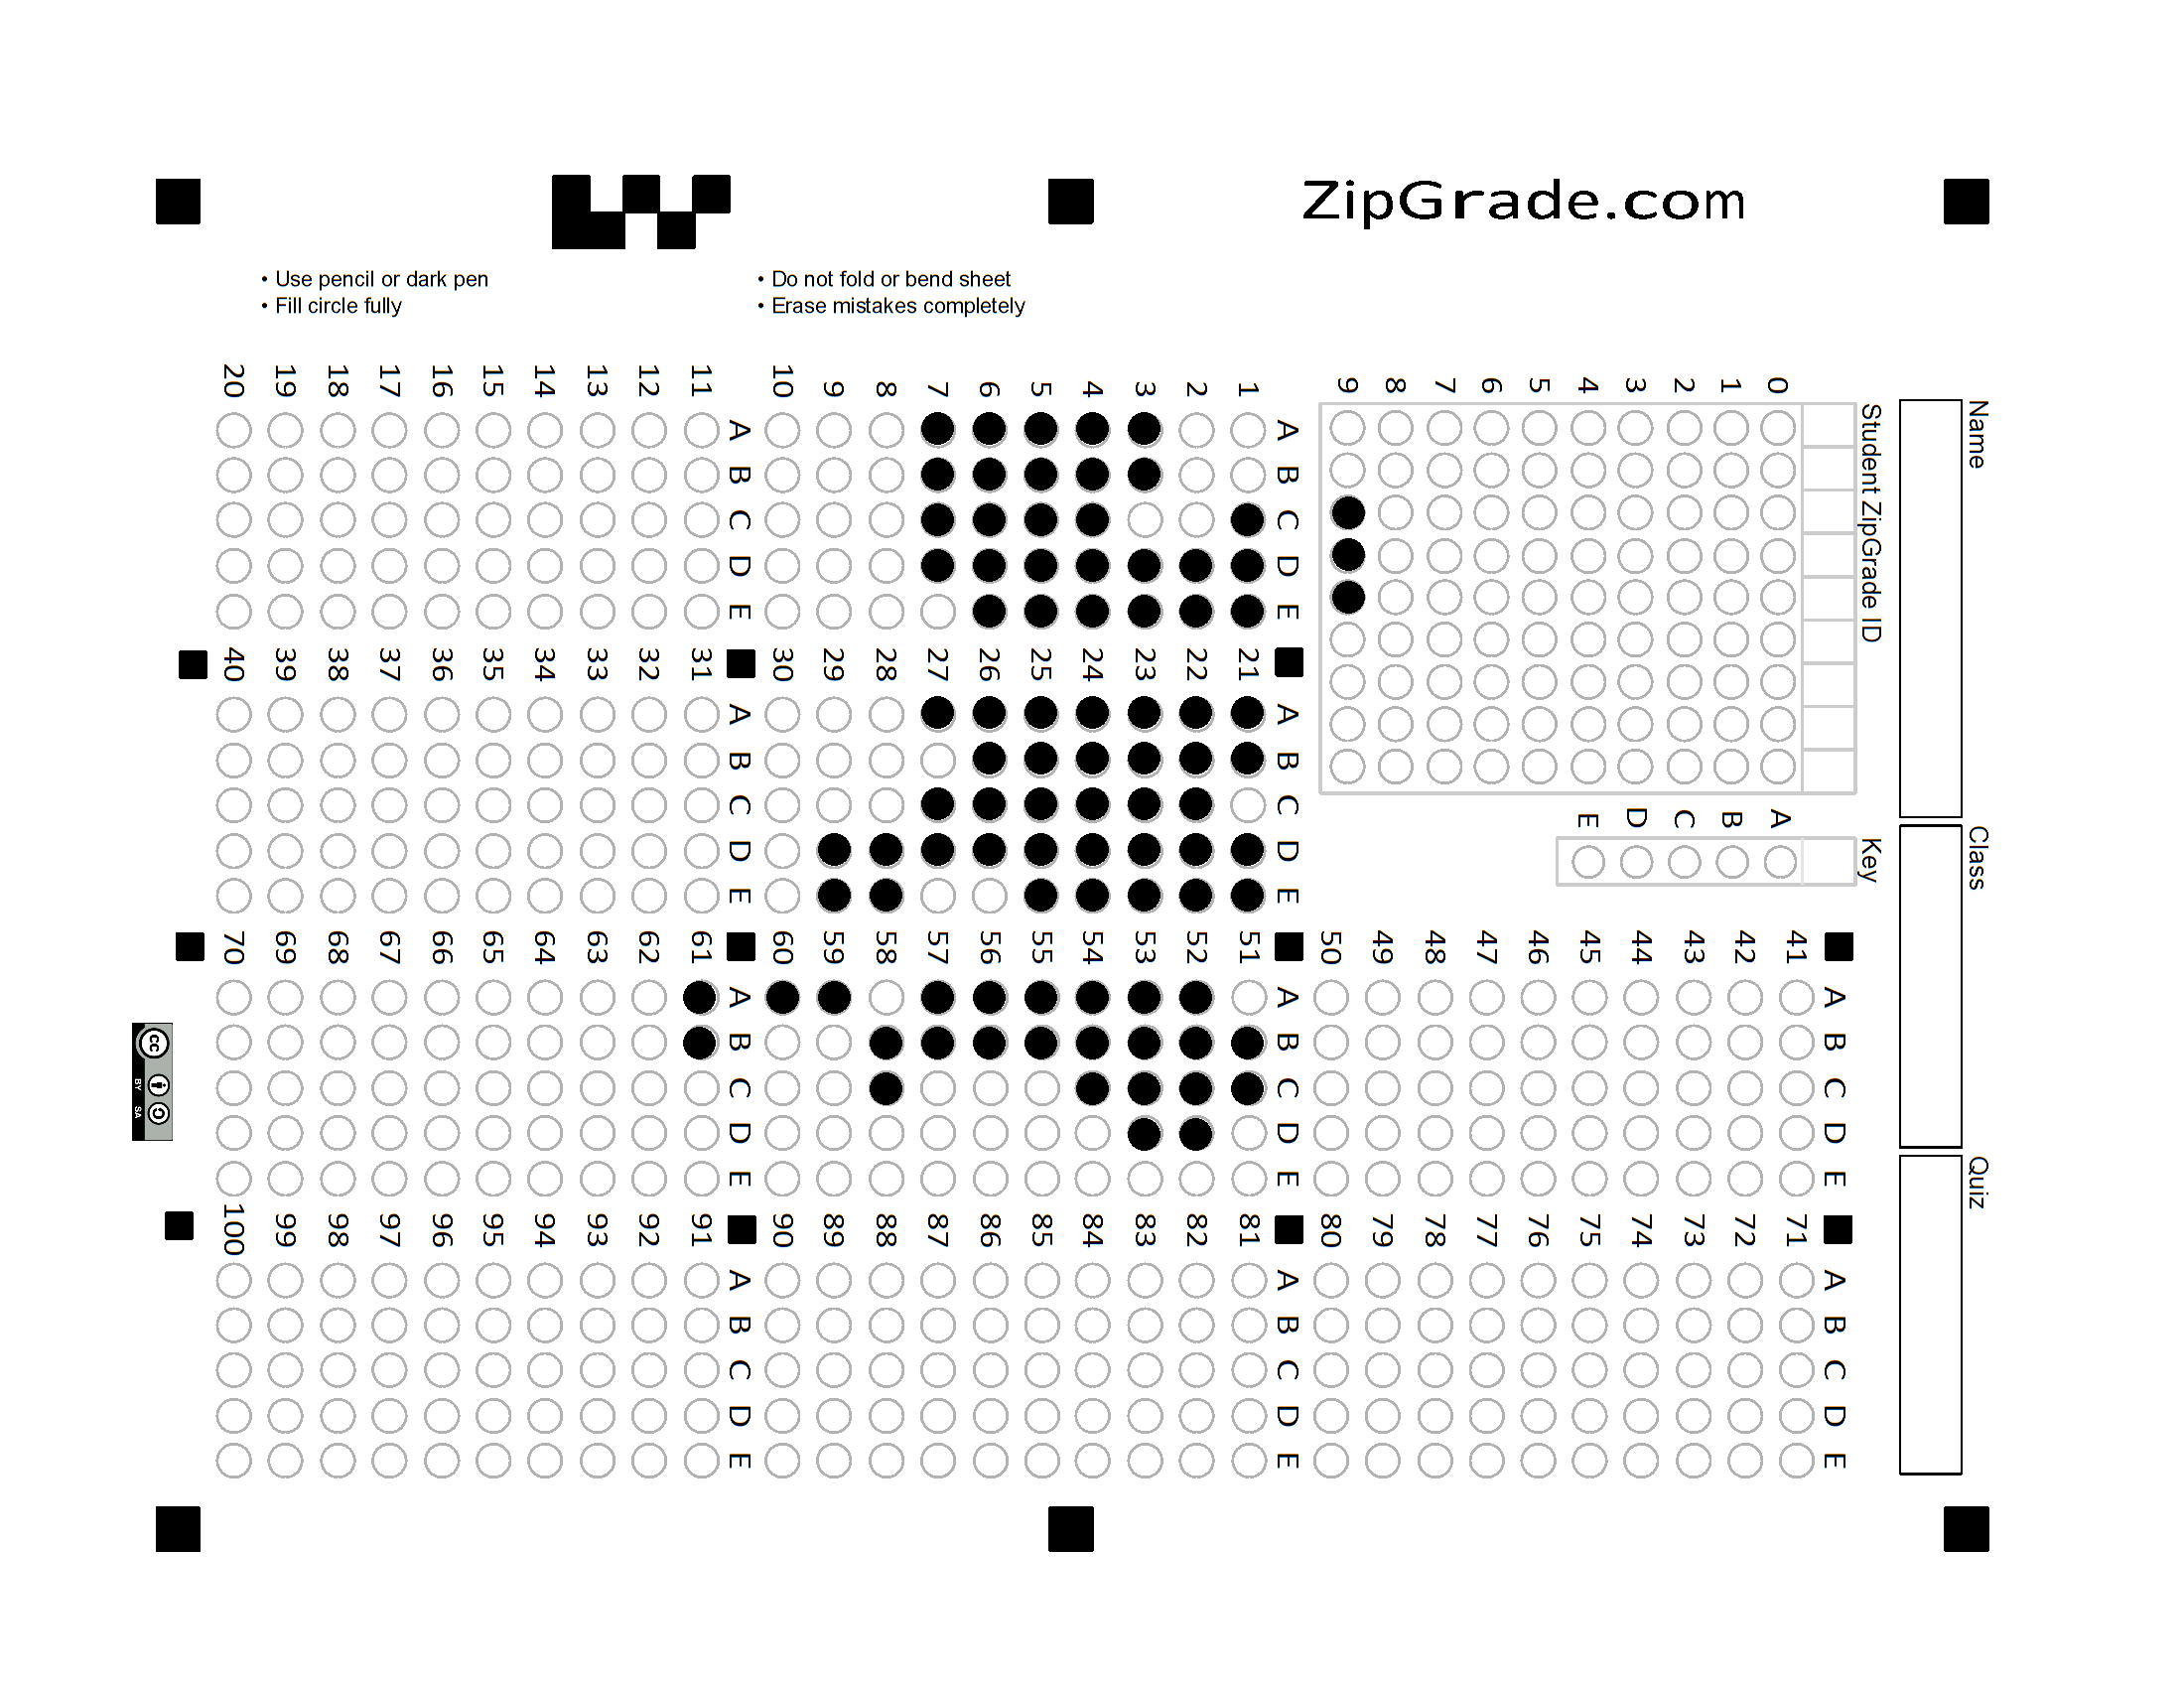 ZipGrade.com
• Use pencil or dark pen
• Fill circle fully
• Do not fold or bend sheet
• Erase mistakes completely
Name
Class
Quiz
Student ZipGrade ID
0 1 2 3 4 5 6 7 8 9
Key
A B C D E
1 2 3 4 5 6 7 8 9 10
A B C D E
11 12 13 14 15 16 17 18 19 20
A B C D E
21 22 23 24 25 26 27 28 29 30
A B C D E
31 32 33 34 35 36 37 38 39 40
A B C D E
41 42 43 44 45 46 47 48 49 50
A B C D E
51 52 53 54 55 56 57 58 59 60
A B C D E
61 62 63 64 65 66 67 68 69 70
A B C D E
71 72 73 74 75 76 77 78 79 80
A B C D E
81 82 83 84 85 86 87 88 89 90
A B C D E
91 92 93 94 95 96 97 98 99 100
A B C D E
cc
BY SA